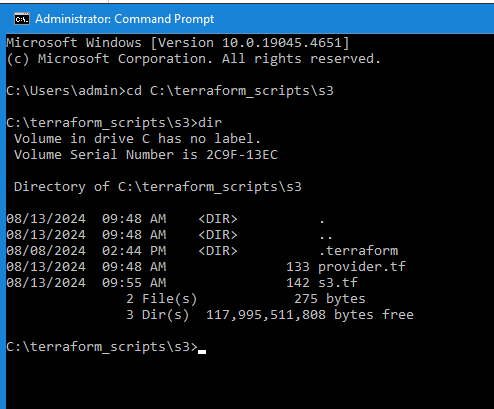 Administrator: Command Prompt
Microsoft Windows [Version 10.0.19045.4651]
(c) Microsoft Corporation. All rights reserved.
C:\Users\admin>cd C:\terraform_scripts\s3
C:\terraform_scripts\s3>dir
 Volume in drive C has no label.
 Volume Serial Number is 2C9F-13EC
 Directory of C:\terraform_scripts\s3
08/13/2024  09:48 AM    <DIR>          .
08/13/2024  09:48 AM    <DIR>          ..
08/08/2024  02:44 PM    <DIR>          .terraform
08/13/2024  09:48 AM               133 provider.tf
08/13/2024  09:55 AM               142 s3.tf
               2 File(s)            275 bytes
               3 Dir(s)  117,995,511,808 bytes free
C:\terraform_scripts\s3>